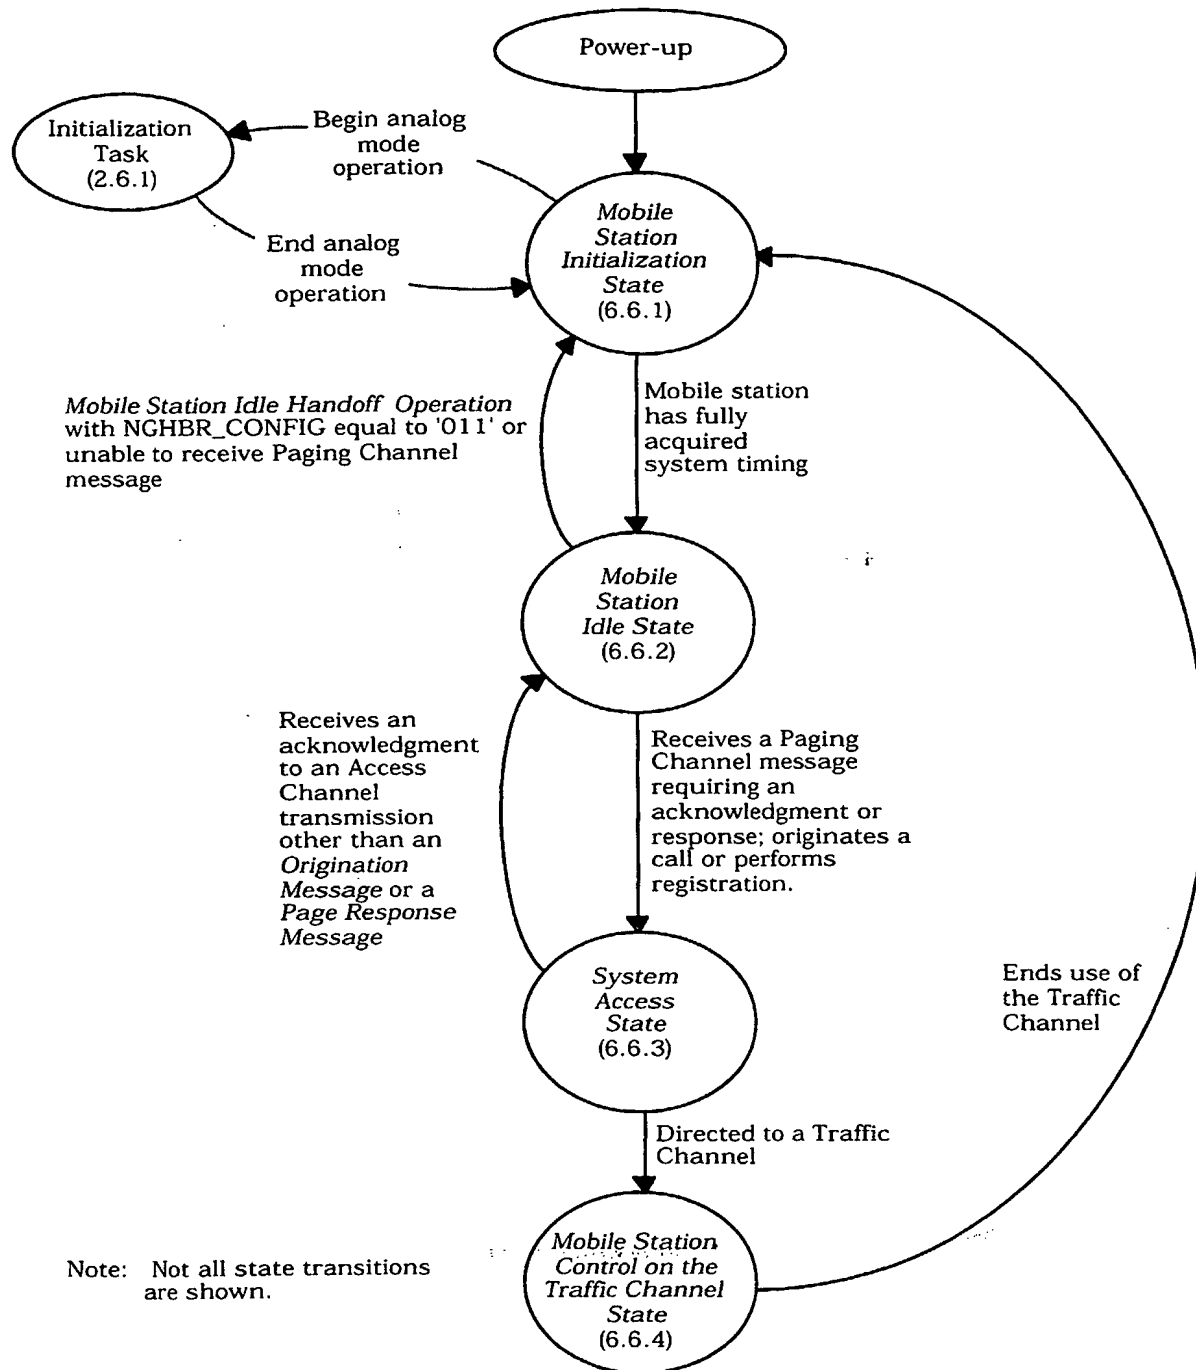 Power-up
Initialization
Task
(2.6.1)
Begin analog
mode
operation
End analog
mode
operation
Mobile
Station
Initialization
State
(6.6.1)
Mobile Station Idle Handoff Operation
with NGHBR_CONFIG equal to '011' or
unable to receive Paging Channel
message
Mobile station
has fully
acquired
system timing
Mobile
Station
Idle State
(6.6.2)
Receives an
acknowledgment
to an Access
Channel
transmission
other than an
Origination
Message or a
Page Response
Message
Receives a Paging
Channel message
requiring an
acknowledgment or
response; originates a
call or performs
registration.
System
Access
State
(6.6.3)
Ends use of
the Traffic
Channel
Directed to a Traffic
Channel
Mobile Station
Control on the
Traffic Channel
State
(6.6.4)
Note: Not all state transitions
are shown.